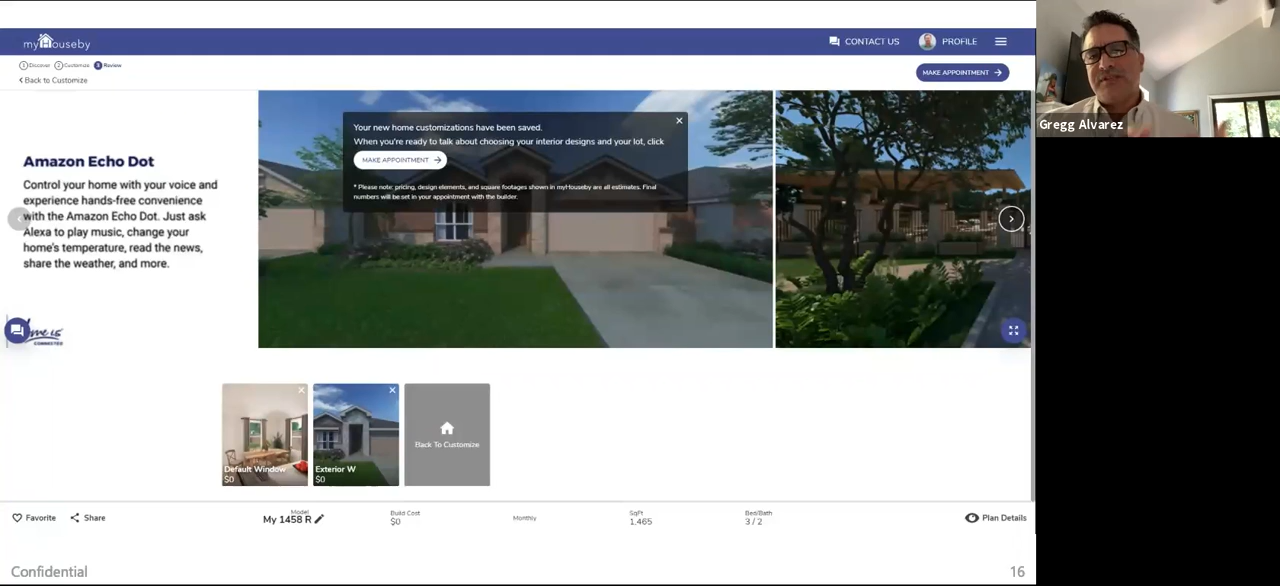 myHouseby
CONTACT US
PROFILE
1 Discover 2 Customize 3 Review
Back to Customize
MAKE APPOINTMENT
Amazon Echo Dot
Control your home with your voice and
experience hands-free convenience
with the Amazon Echo Dot. Just ask
Alexa to play music, change your
home's temperature, read the news,
share the weather, and more.
me is
CONNECTED
Your new home customizations have been saved.
When you're ready to talk about choosing your interior designs and your lot, click
MAKE APPOINTMENT
* Please note: pricing, design elements, and square footages shown in myHouseby are all estimates. Final
numbers will be set in your appointment with the builder.
Gregg Alvarez
Default Window
$0
Exterior W
$0
Back To Customize
Favorite
Share
Model
My 1458 R
Build Cost
$0
Monthly
SqFt
1,465
Bed/Bath
3 / 2
Plan Details
Confidential
16